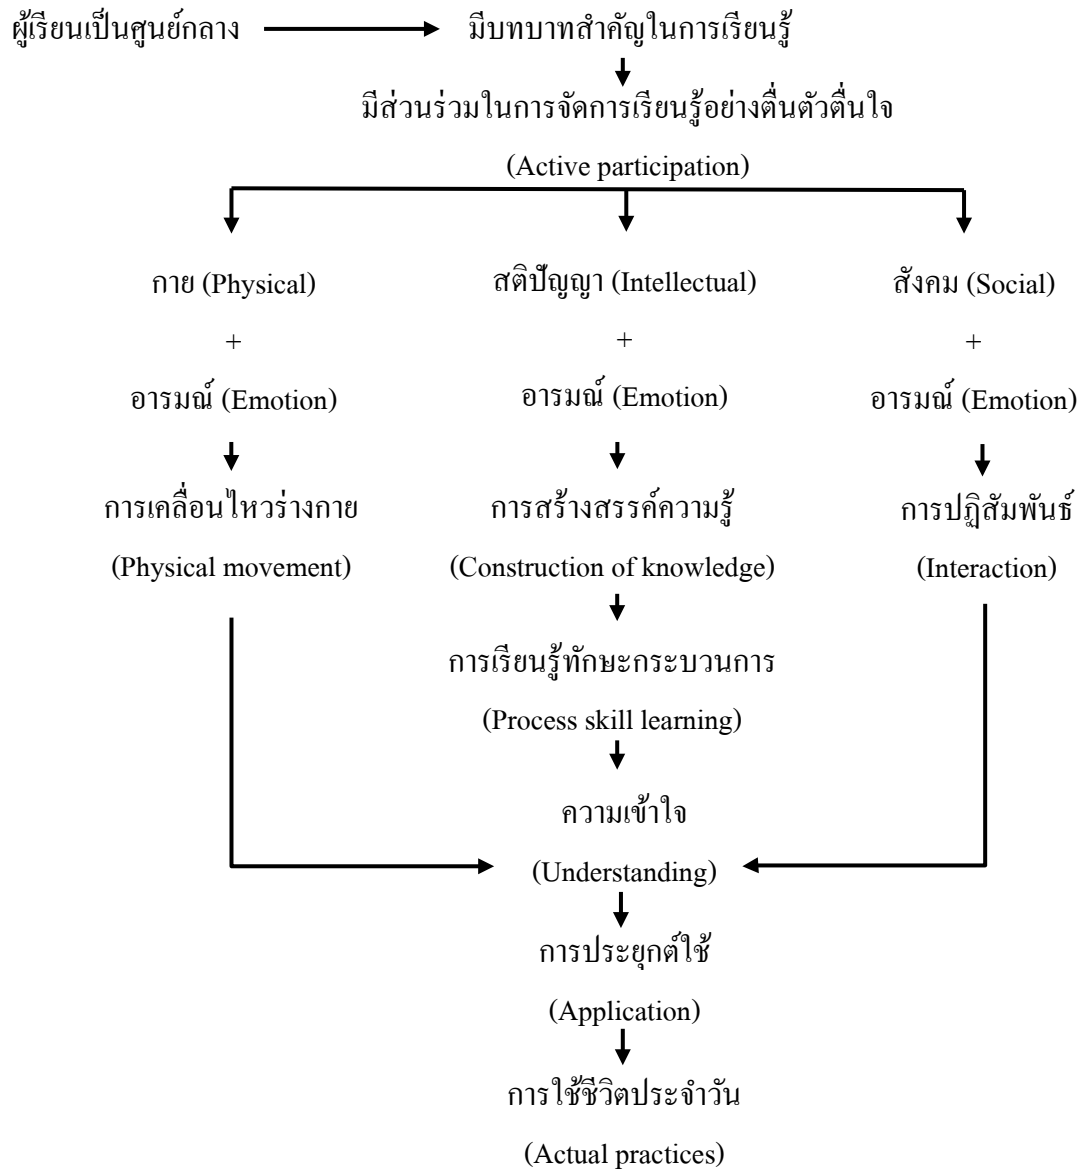 ผู้เรียนเป็นศูนย์กลาง มีบทบาทสำคัญในการเรียนรู้
มีส่วนร่วมในการจัดการเรียนรู้อย่างตื่นตัวตื่นใจ
(Active participation)
กาย (Physical) สติปัญญา (Intellectual) สังคม (Social)
+ + +
อารมณ์ (Emotion) อารมณ์ (Emotion) อารมณ์ (Emotion)
การเคลื่อนไหวร่างกาย การสร้างสรรค์ความรู้ การปฏิสัมพันธ์
(Physical movement) (Construction of knowledge) (Interaction)
การเรียนรู้ทักษะกระบวนการ
(Process skill learning)
ความเข้าใจ
(Understanding)
การประยุกต์ใช้
(Application)
การใช้ชีวิตประจำวัน
(Actual practices)